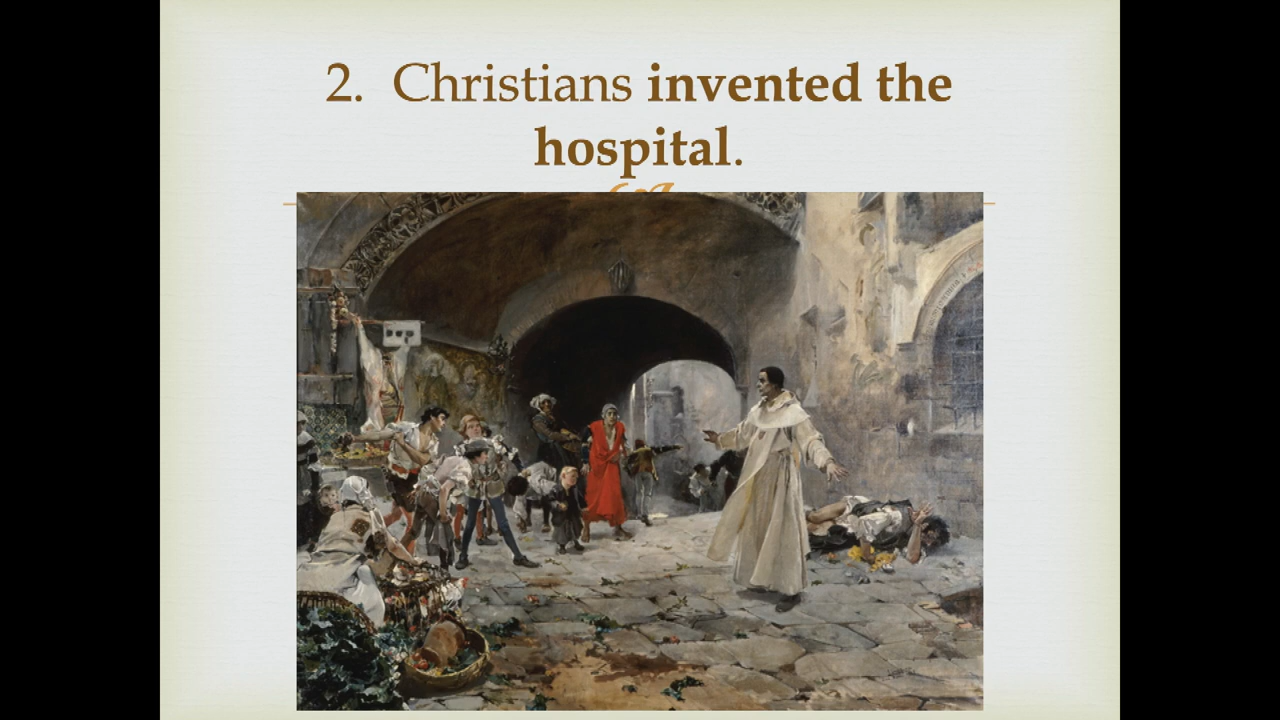 2. Christians invented the
hospital.